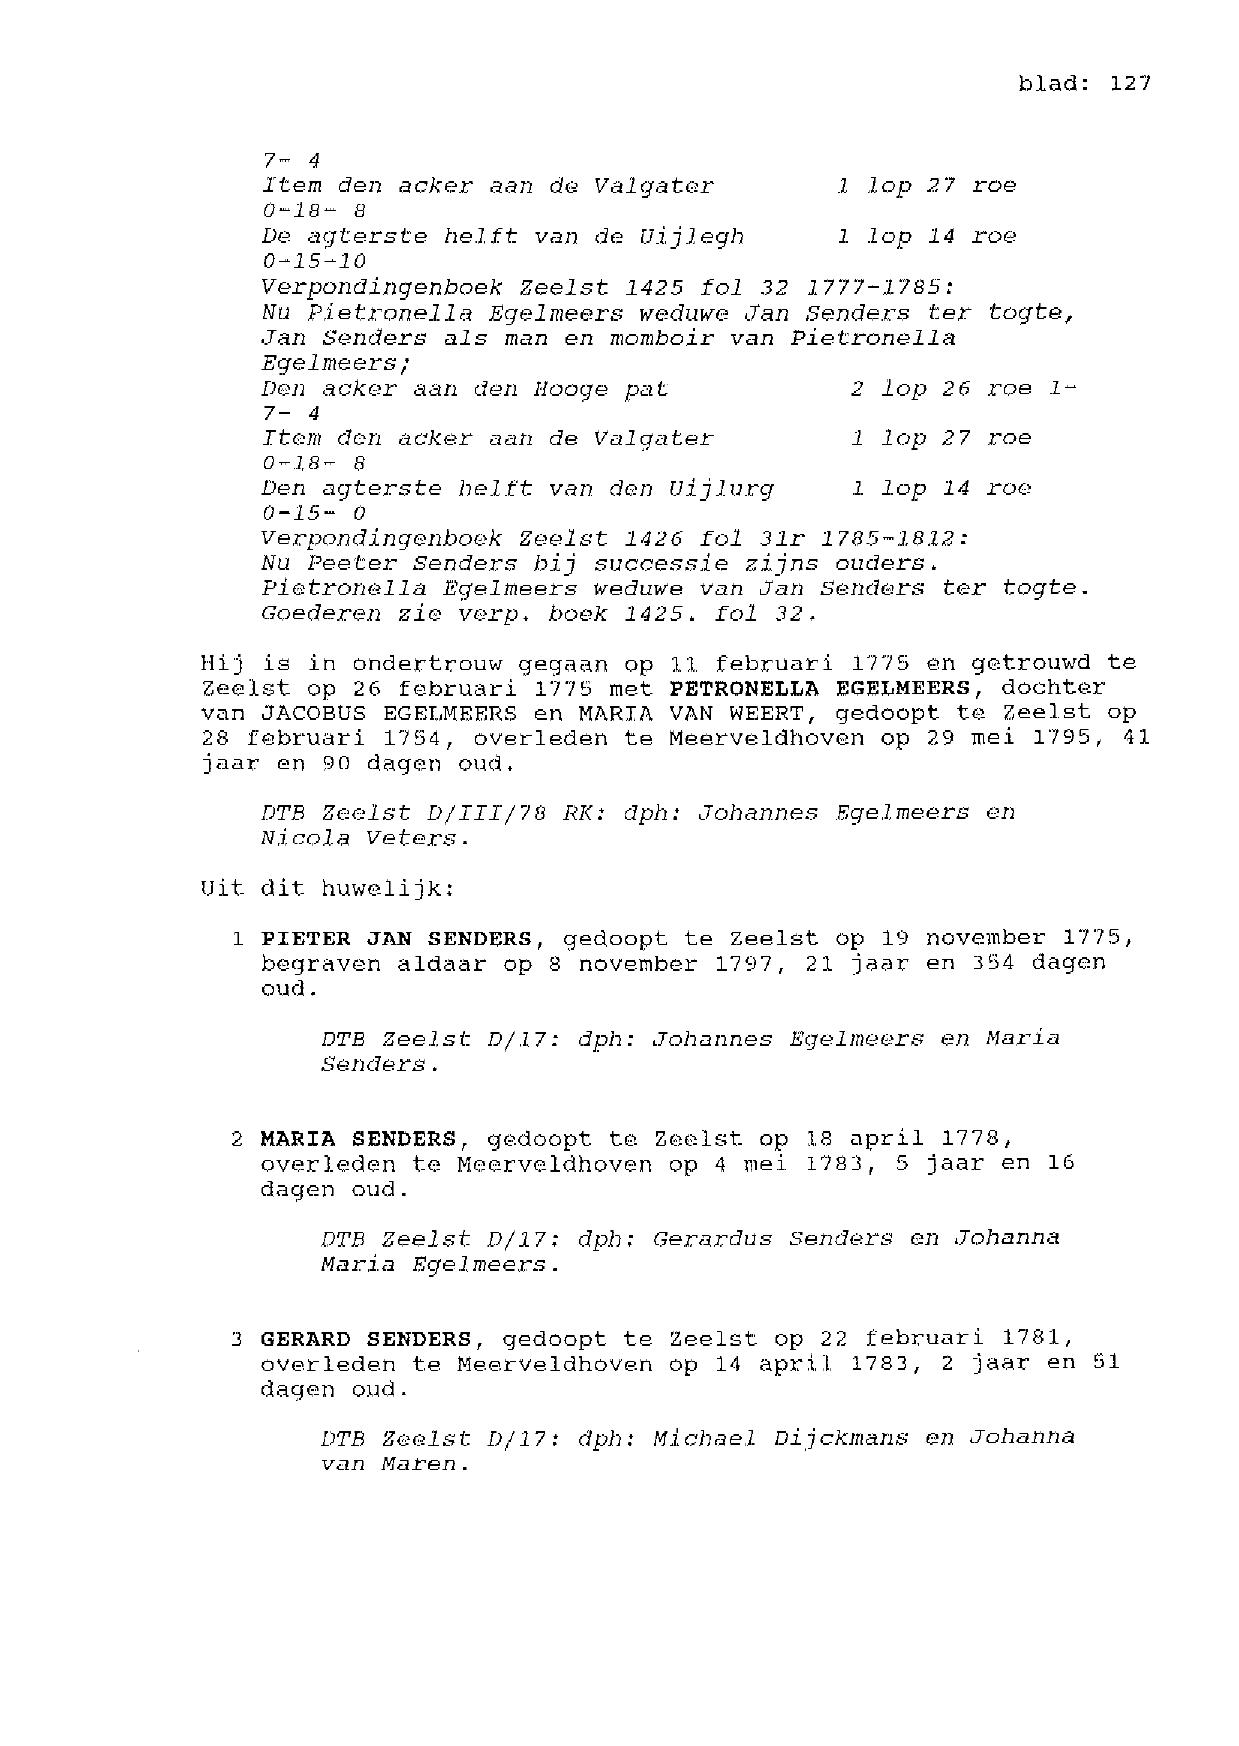 blad: 127
7- 4
Item den acker aan de Valgater 1 lop 27 roe
0-18- 8
De agterste helft van de Uijlegh 1 lop 14 roe
0-15-10
Verpondingenboek Zeelst 1425 fol 32 1777-1785:
Nu Pietronella Egelmeers weduwe Jan Senders ter togte,
Jan Senders als man en momboir van Pietronella
Egelmeers;
Den acker aan den Hooge pat 2 lop 26 roe 1-
7- 4
Item den acker aan de Valgater 1 lop 27 roe
0-18- 8
Den agterste helft van den Uijlurg 1 lop 14 roe
0-15- 0
Verpondingenboek Zeelst 1426 fol 31r 1785-1812:
Nu Peeter Senders bij successie zijns ouders.
Pietronella Egelmeers weduwe van Jan Senders ter togte.
Goederen zie verp. boek 1425. fol 32.
Hij is in ondertrouw gegaan op 11 februari 1775 en getrouwd te
Zeelst op 26 februari 1775 met PETRONELLA EGELMEERS, dochter
van JACOBUS EGELMEERS en MARIA VAN WEERT, gedoopt te Zeelst op
28 februari 1754, overleden te Meerveldhoven op 29 mei 1795, 41
jaar en 90 dagen oud.
DTB Zeelst D/III/78 RK: dph: Johannes Egelmeers en
Nicola Veters.
Uit dit huwelijk:
1 PIETER JAN SENDERS, gedoopt te Zeelst op 19 november 1775,
begraven aldaar op 8 november 1797, 21 jaar en 354 dagen
oud.
DTB Zeelst D/17: dph: Johannes Egelmeers en Maria
Senders.
2 MARIA SENDERS, gedoopt te Zeelst op 18 april 1778,
overleden te Meerveldhoven op 4 mei 1783, 5 jaar en 16
dagen oud.
DTB Zeelst D/17: dph: Gerardus Senders en Johanna
Maria Egelmeers.
3 GERARD SENDERS, gedoopt te Zeelst op 22 februari 1781,
overleden te Meerveldhoven op 14 april 1783, 2 jaar en 51
dagen oud.
DTB Zeelst D/17: dph: Michael Dijckmans en Johanna
van Maren.